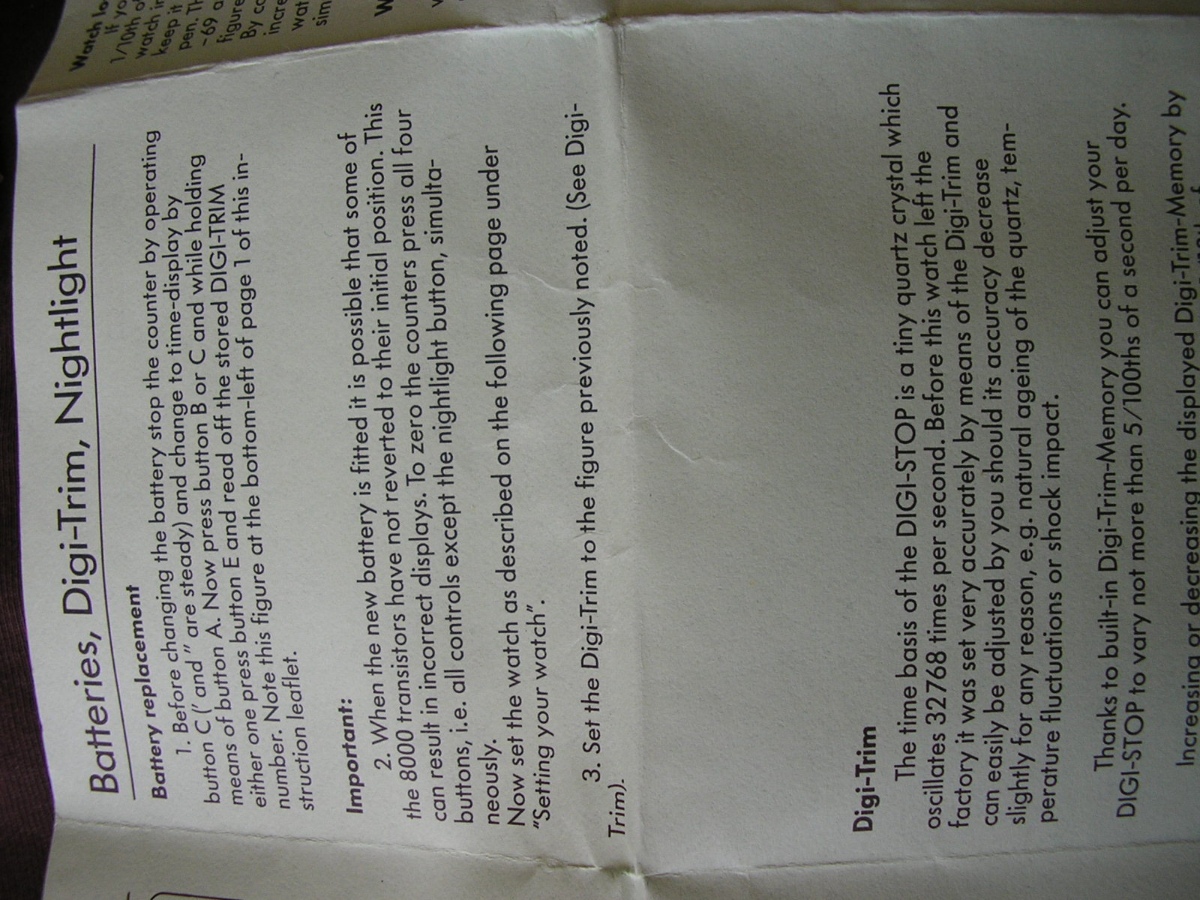 Batteries, Digi-Trim, Nightlight
Battery replacement
1. Before changing the battery stop the counter by operating
button C (' and " are steady) and change to time-display by
means of button A. Now press button B or C and while holding
either one press button E and read off the stored DIGI-TRIM
number. Note this figure at the bottom-left of page 1 of this in-
struction leaflet.
Important:
2. When the new battery is fitted it is possible that some of
the 8000 transistors have not reverted to their initial position. This
can result in incorrect displays. To zero the counters press all four
buttons, i.e. all controls except the nightlight button, simulta-
neously.
Now set the watch as described on the following page under
"Setting your watch".
3. Set the Digi-Trim to the figure previously noted. (See Digi-
Trim).
Digi-Trim
The time basis of the DIGI-STOP is a tiny quartz crystal which
oscillates 32768 times per second. Before this watch left the
factory it was set very accurately by means of the Digi-Trim and
can easily be adjusted by you should its accuracy decrease
slightly for any reason, e.g. natural ageing of the quartz, tem-
perature fluctuations or shock impact.
Thanks to built-in Digi-Trim-Memory you can adjust your
DIGI-STOP to vary not more than 5/100ths of a second per day.
Increasing or decreasing the displayed Digi-Trim-Memory by
Watch
If
1/10th of
watch
keep it
pen.
-69
figure
By